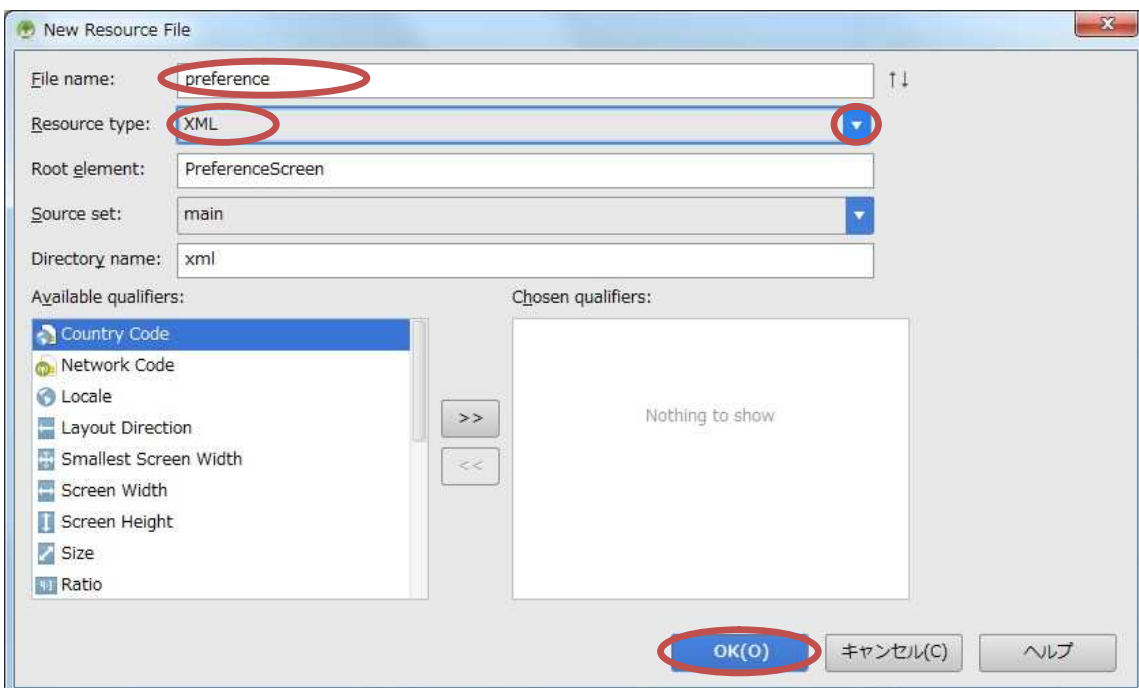 New Resource File
File name: preference
Resource type: XML
Root element: PreferenceScreen
Source set: main
Directory name: xml
Available qualifiers: Chosen qualifiers:
Country Code
Network Code
Locale
Layout Direction
>> Nothing to show
Smallest Screen Width
<<
Screen Width
Screen Height
Size
4:3 Ratio
OK(O) キャンセル(C) ヘルプ